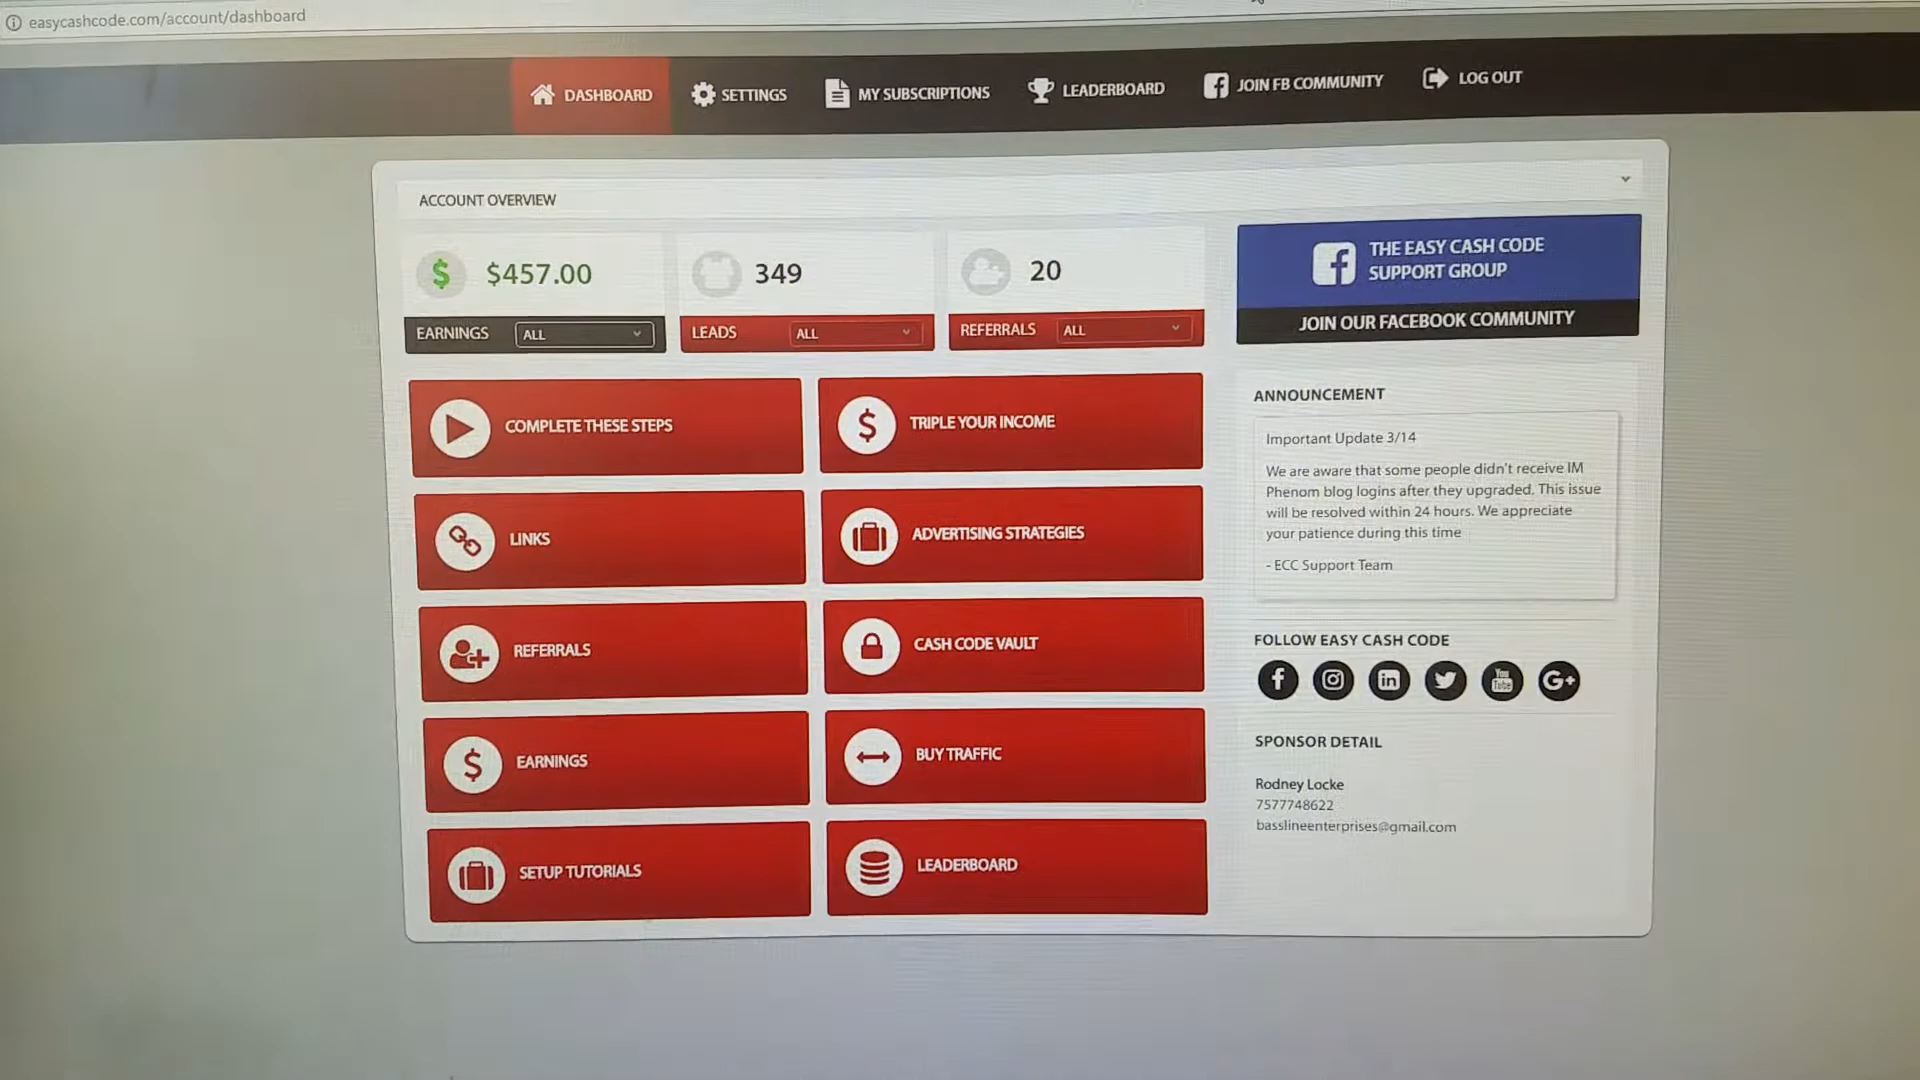 easycashcode.com/account/dashboard
DASHBOARD
SETTINGS
MY SUBSCRIPTIONS
LEADERBOARD
JOIN FB COMMUNITY
LOG OUT
ACCOUNT OVERVIEW
$ $457.00
349
20
EARNINGS ALL
LEADS ALL
REFERRALS ALL
THE EASY CASH CODE
SUPPORT GROUP
JOIN OUR FACEBOOK COMMUNITY
COMPLETE THESE STEPS
$ TRIPLE YOUR INCOME
LINKS
ADVERTISING STRATEGIES
REFERRALS
CASH CODE VAULT
$ EARNINGS
BUY TRAFFIC
SETUP TUTORIALS
LEADERBOARD
ANNOUNCEMENT
Important Update 3/14
We are aware that some people didn't receive IM
Phenom blog logins after they upgraded. This issue
will be resolved within 24 hours. We appreciate
your patience during this time
- ECC Support Team
FOLLOW EASY CASH CODE
f in You Tube G+
SPONSOR DETAIL
Rodney Locke
7577748622
basslineenterprises@gmail.com